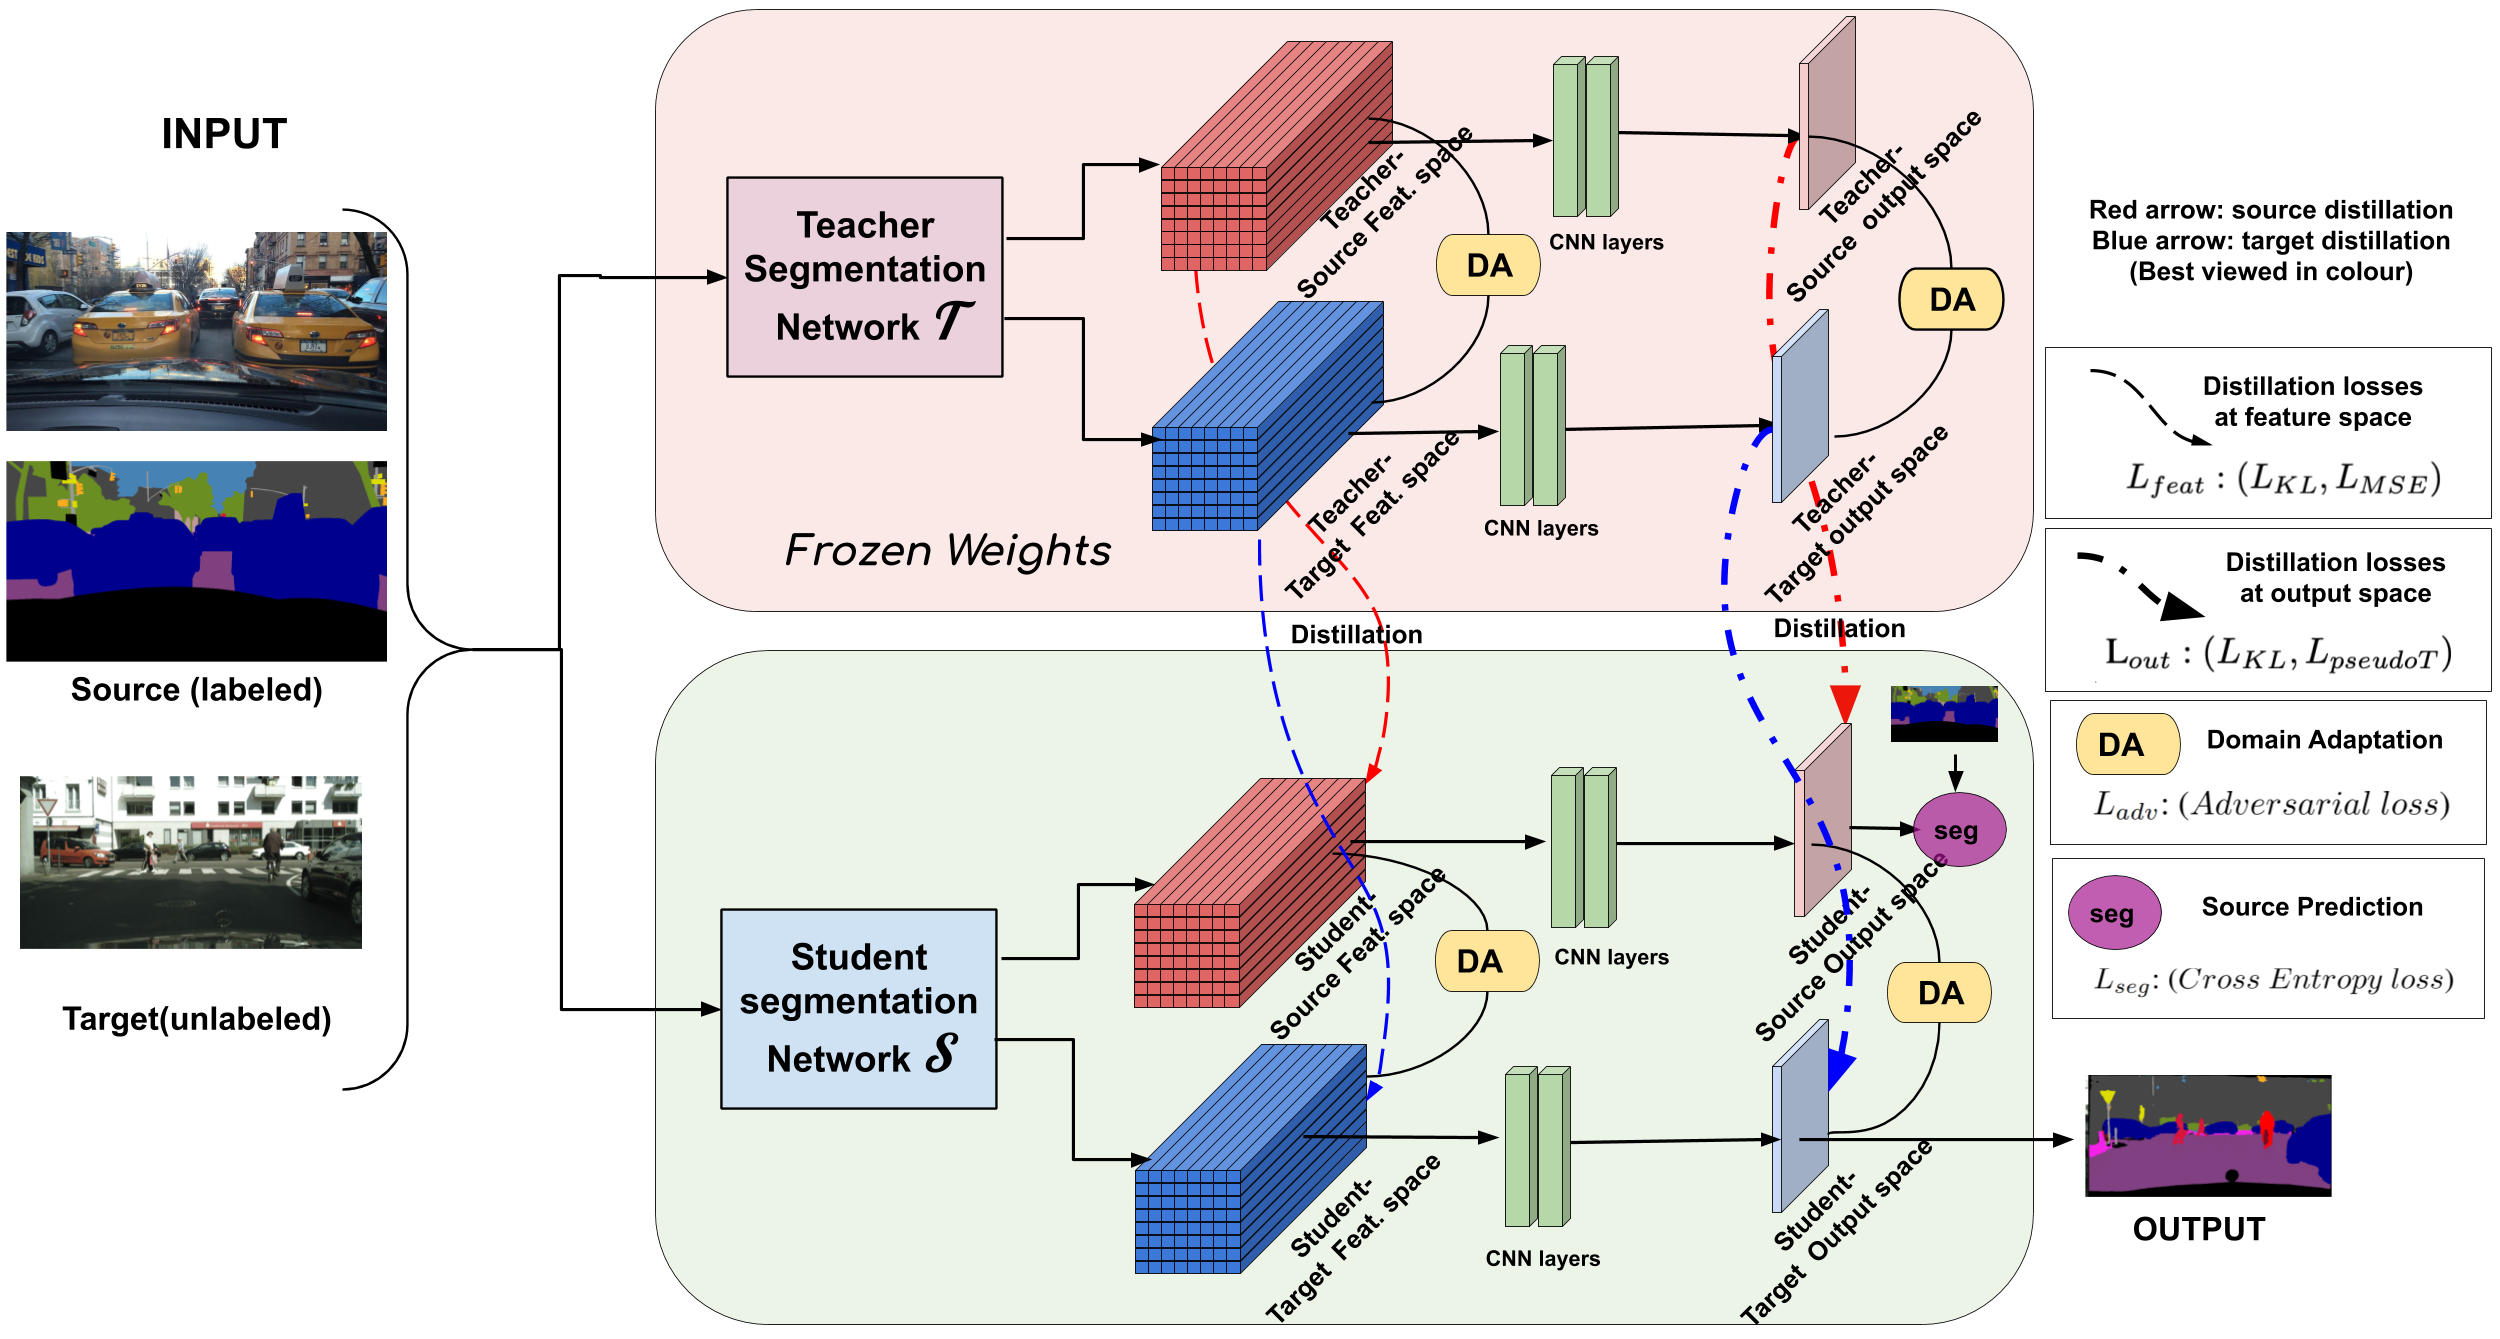 INPUT
Source (labeled)
Target(unlabeled)
Teacher
Segmentation
Network 𝒯
Frozen Weights
Teacher-
Source Feat. space
DA
CNN layers
Teacher-
Source output space
DA
Teacher-
Target Feat. space
CNN layers
Teacher-
Target output space
Distillation
Distillation
Student
segmentation
Network 𝒮
Student-
Source Feat. space
DA
CNN layers
Student-
Source Output space
seg
DA
Student-
Target Feat. space
CNN layers
Student-
Target Output space
Red arrow: source distillation
Blue arrow: target distillation
(Best viewed in colour)
Distillation losses
at feature space
L_{feat} : (L_{KL}, L_{MSE})
Distillation losses
at output space
L_{out} : (L_{KL}, L_{pseudoT})
DA
Domain Adaptation
L_{adv}: (Adversarial loss)
seg
Source Prediction
L_{seg}: (Cross Entropy loss)
OUTPUT